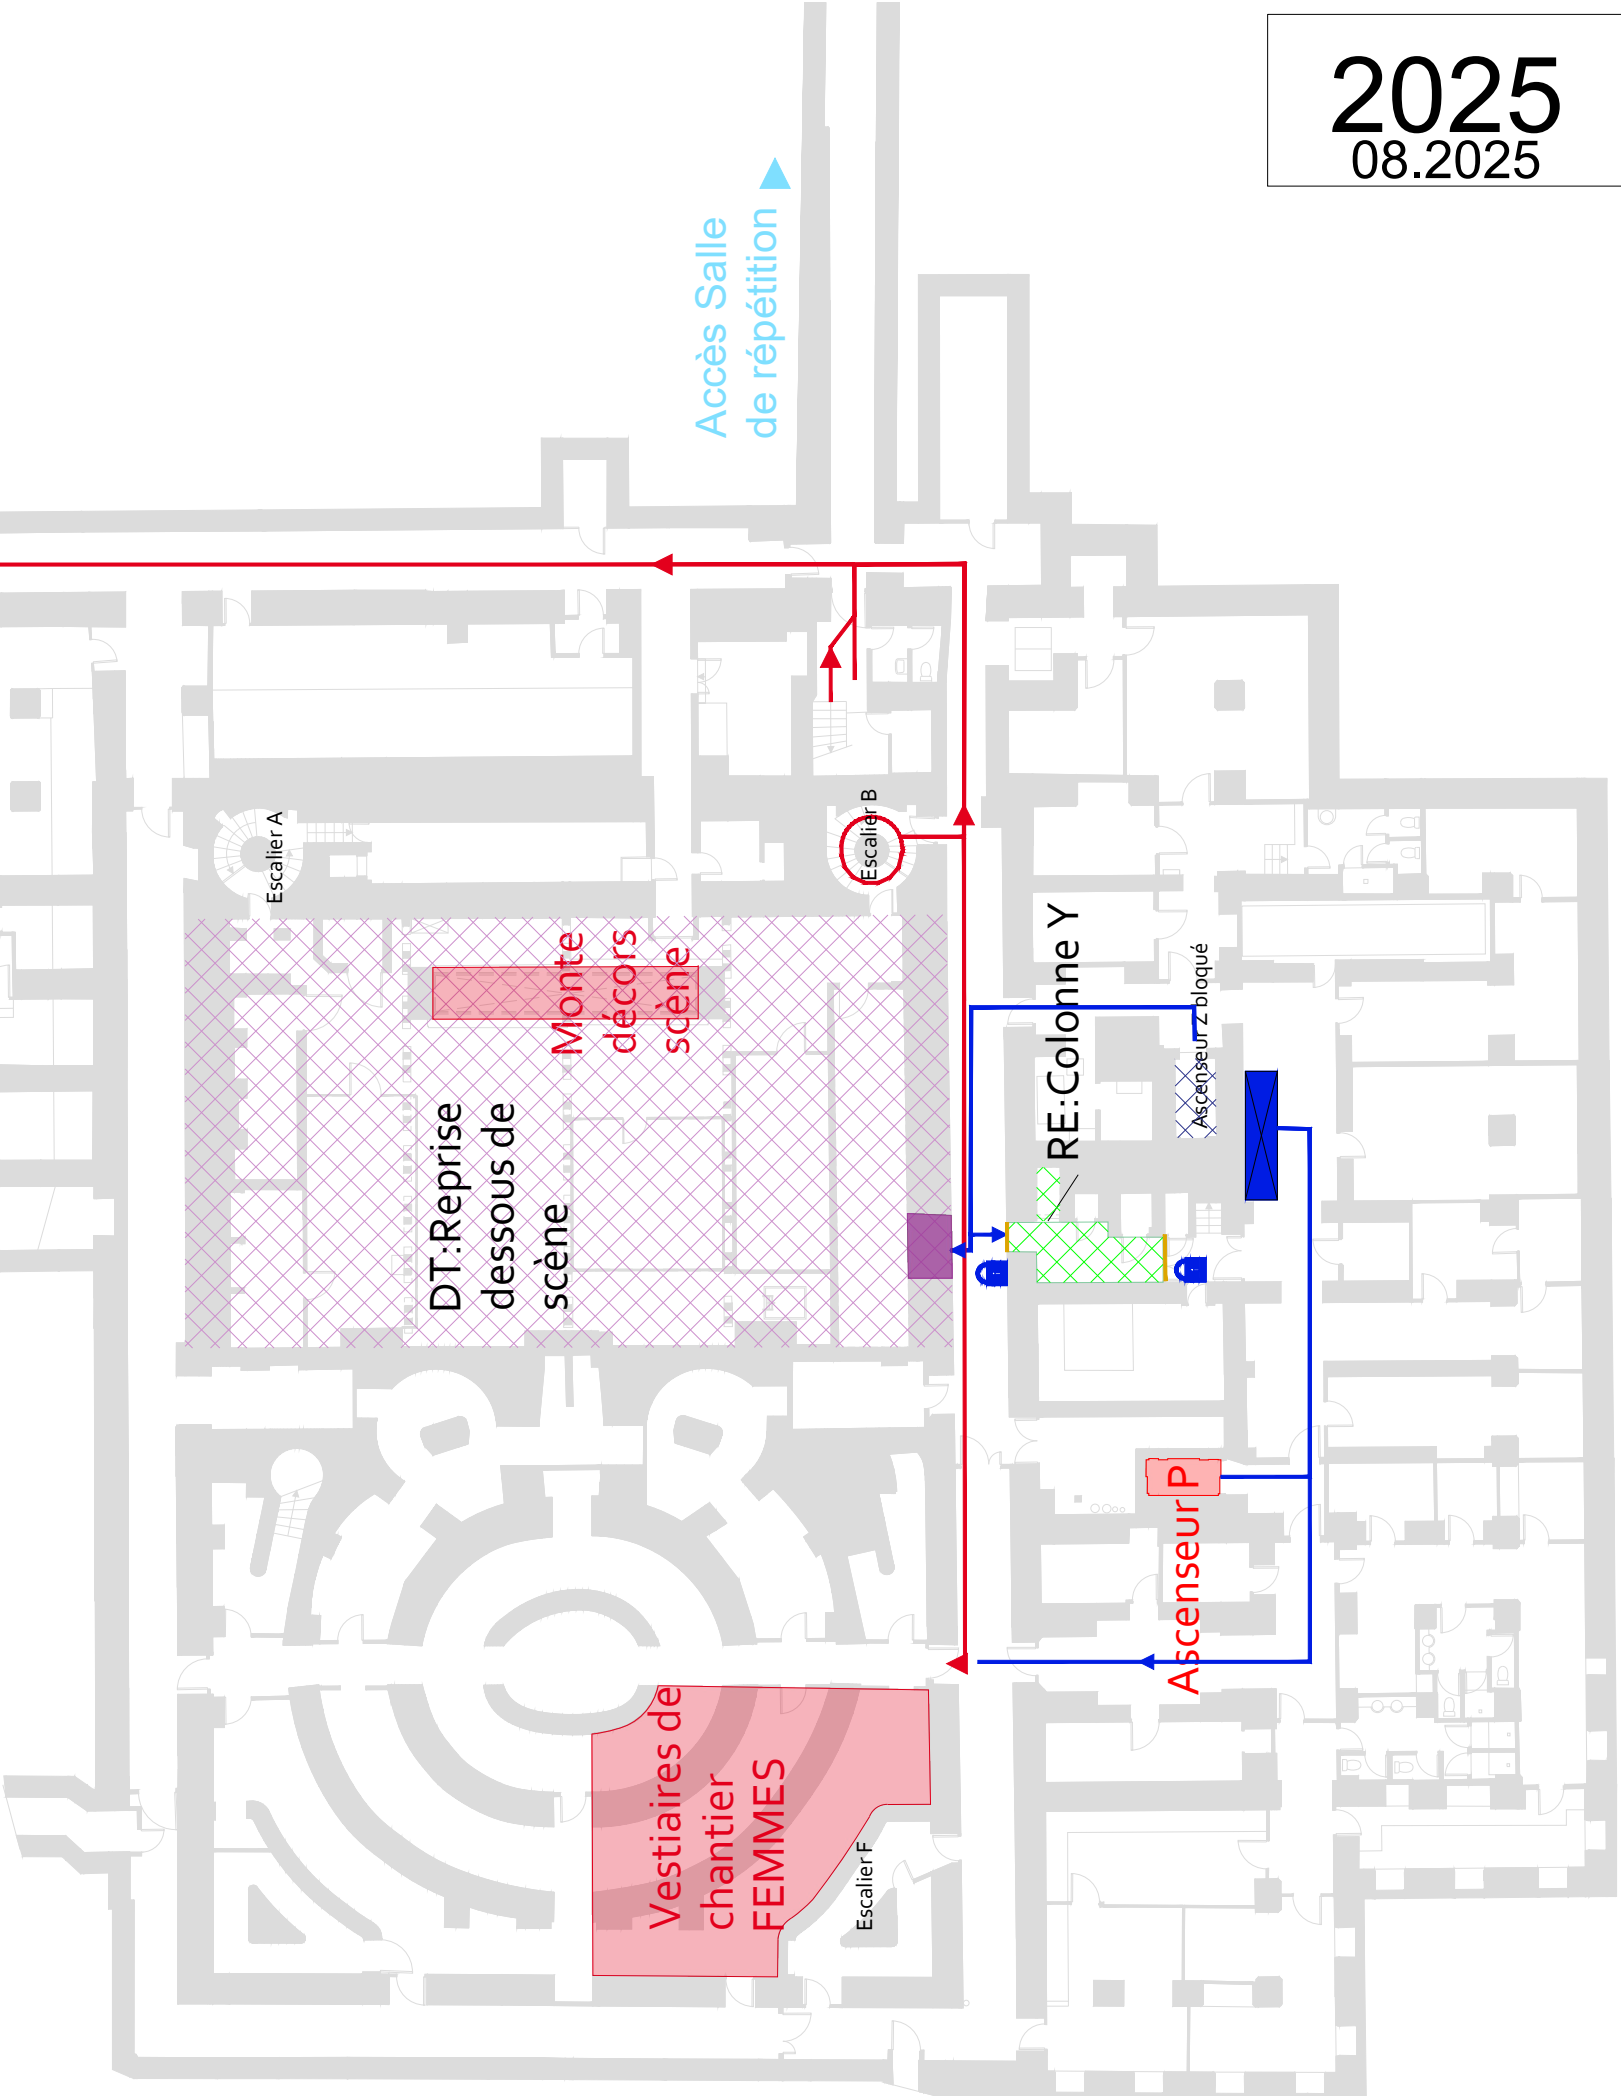 2025
08.2025
Accès Salle
de répétition
Escalier A
Escalier B
Monte
décors
scène
RE:Colonne Y
Ascenseur Z bloqué
DT:Reprise
dessous de
scène
Ascenseur P
Vestiaires de
chantier
FEMMES
Escalier F